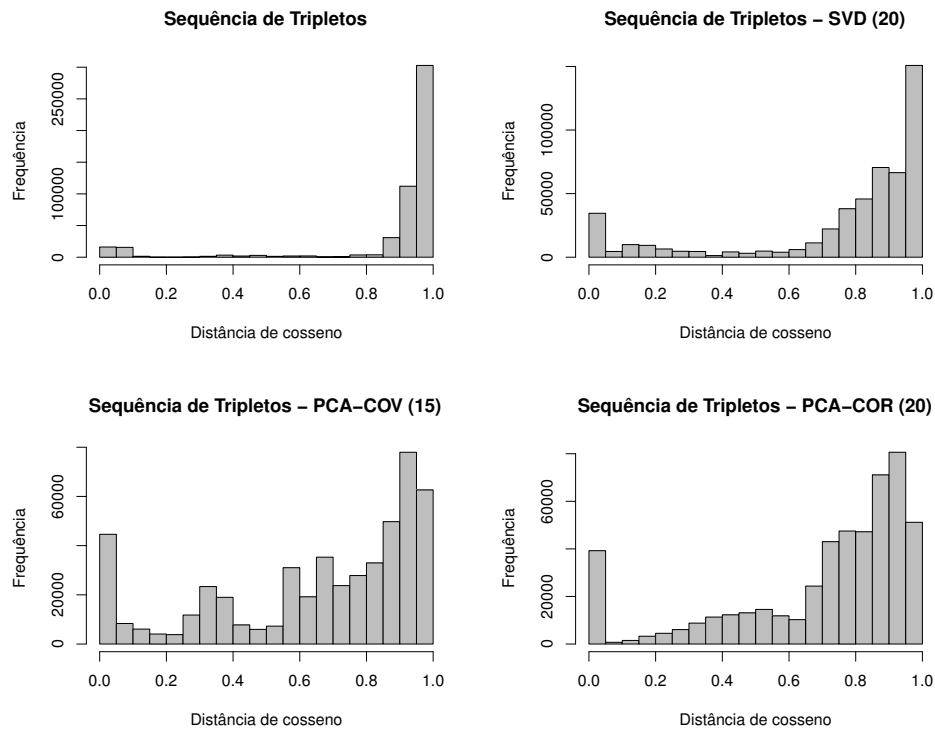 Sequência de Tripletos
Frequência
0 100000 250000
0.0 0.2 0.4 0.6 0.8 1.0
Distância de cosseno
Sequência de Tripletos − SVD (20)
Frequência
0 50000 100000
0.0 0.2 0.4 0.6 0.8 1.0
Distância de cosseno
Sequência de Tripletos − PCA−COV (15)
Frequência
0 20000 60000
0.0 0.2 0.4 0.6 0.8 1.0
Distância de cosseno
Sequência de Tripletos − PCA−COR (20)
Frequência
0 20000 60000
0.0 0.2 0.4 0.6 0.8 1.0
Distância de cosseno